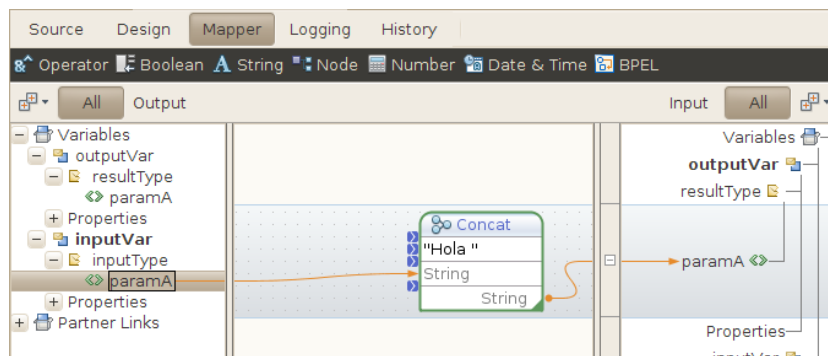 Source Design Mapper Logging History
Operator Boolean String Node Number Date & Time BPEL
All Output Input All
Variables
outputVar
resultType
paramA
Properties
inputVar
inputType
paramA
Properties
Partner Links
Concat
"Hola "
String
String
Variables
outputVar
resultType
paramA
Properties